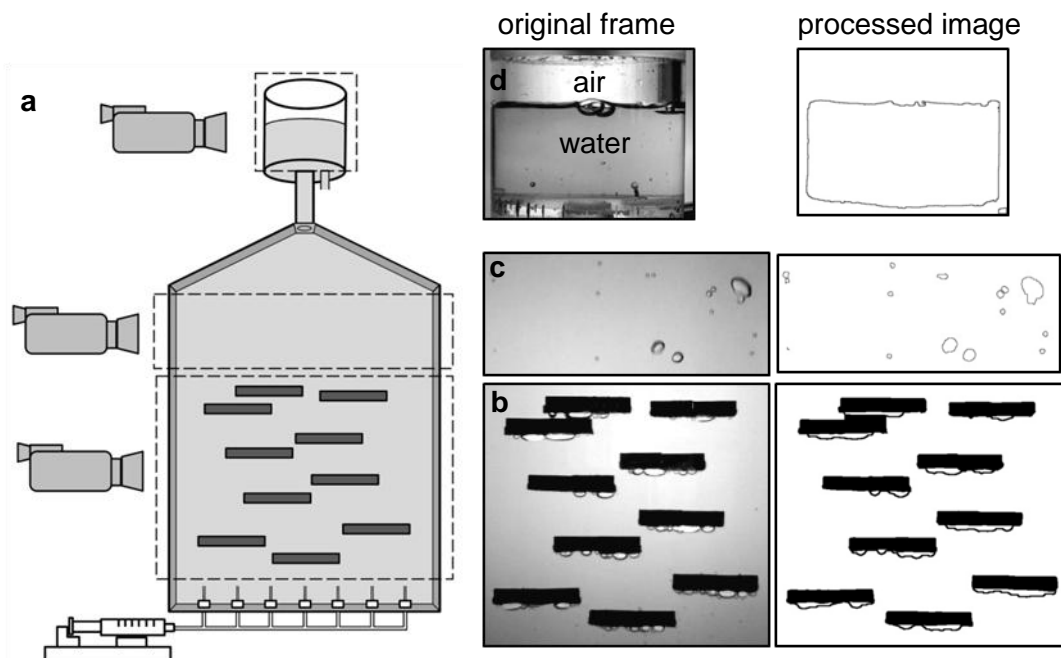 original frame
processed image
a
d
air
water
c
b